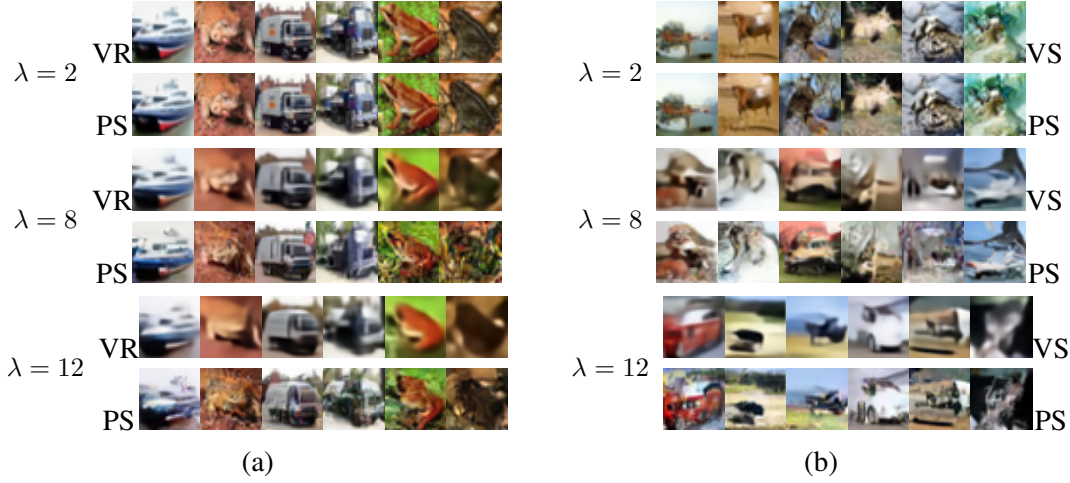 VR
λ = 2
PS
VR
λ = 8
PS
VR
λ = 12
PS
(a)
λ = 2
VS
PS
λ = 8
VS
PS
λ = 12
VS
PS
(b)